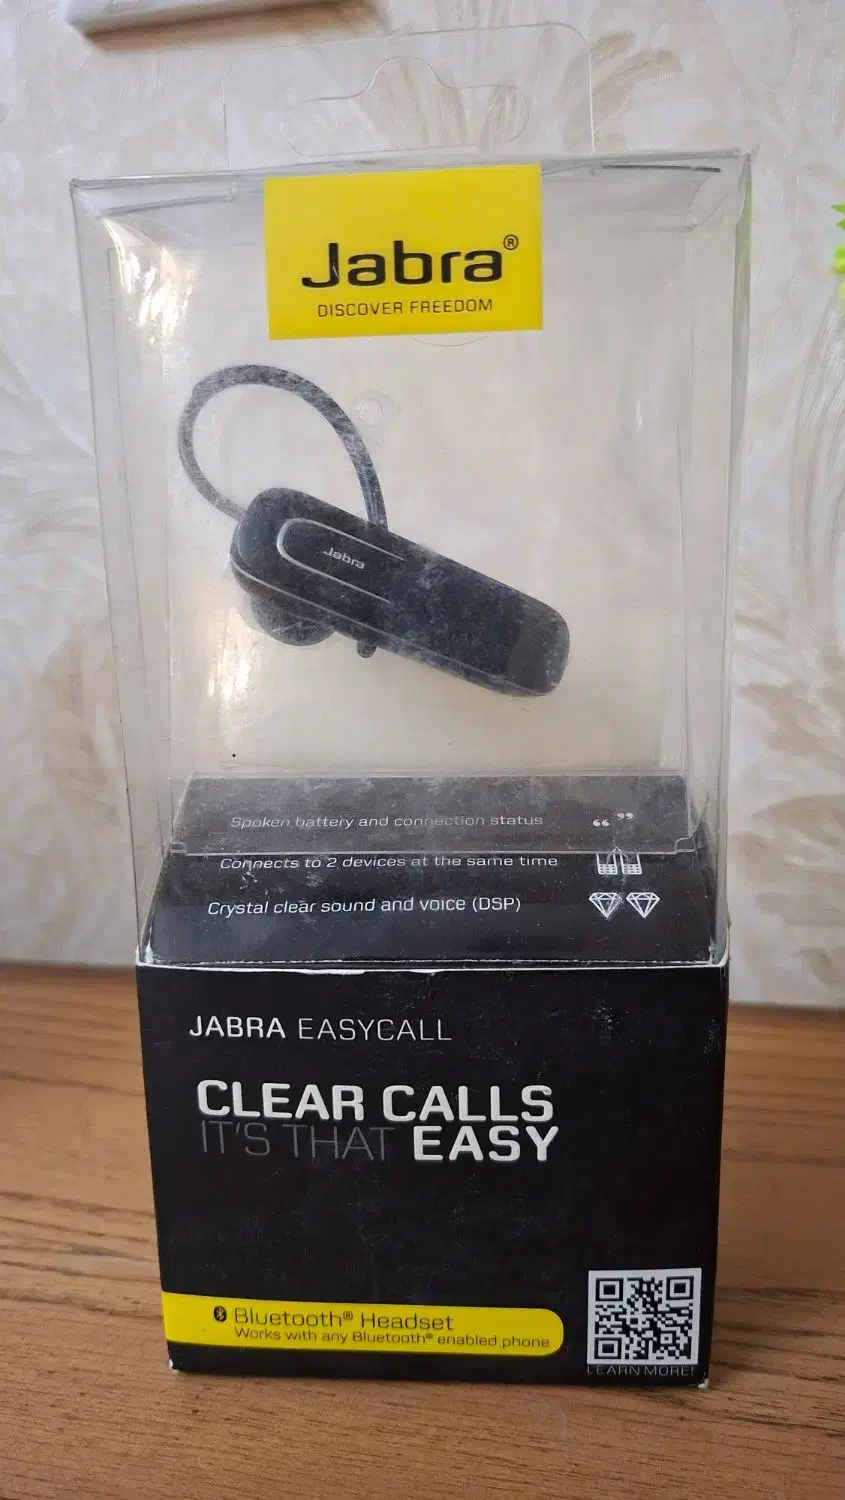 Jabra®
DISCOVER FREEDOM
Jabra
Spoken battery and connection status
Connects to 2 devices at the same time
Crystal clear sound and voice (DSP)
JABRA EASYCALL
CLEAR CALLS
IT'S THAT EASY
Bluetooth® Headset
Works with any Bluetooth® enabled phone
LEARN MORE!